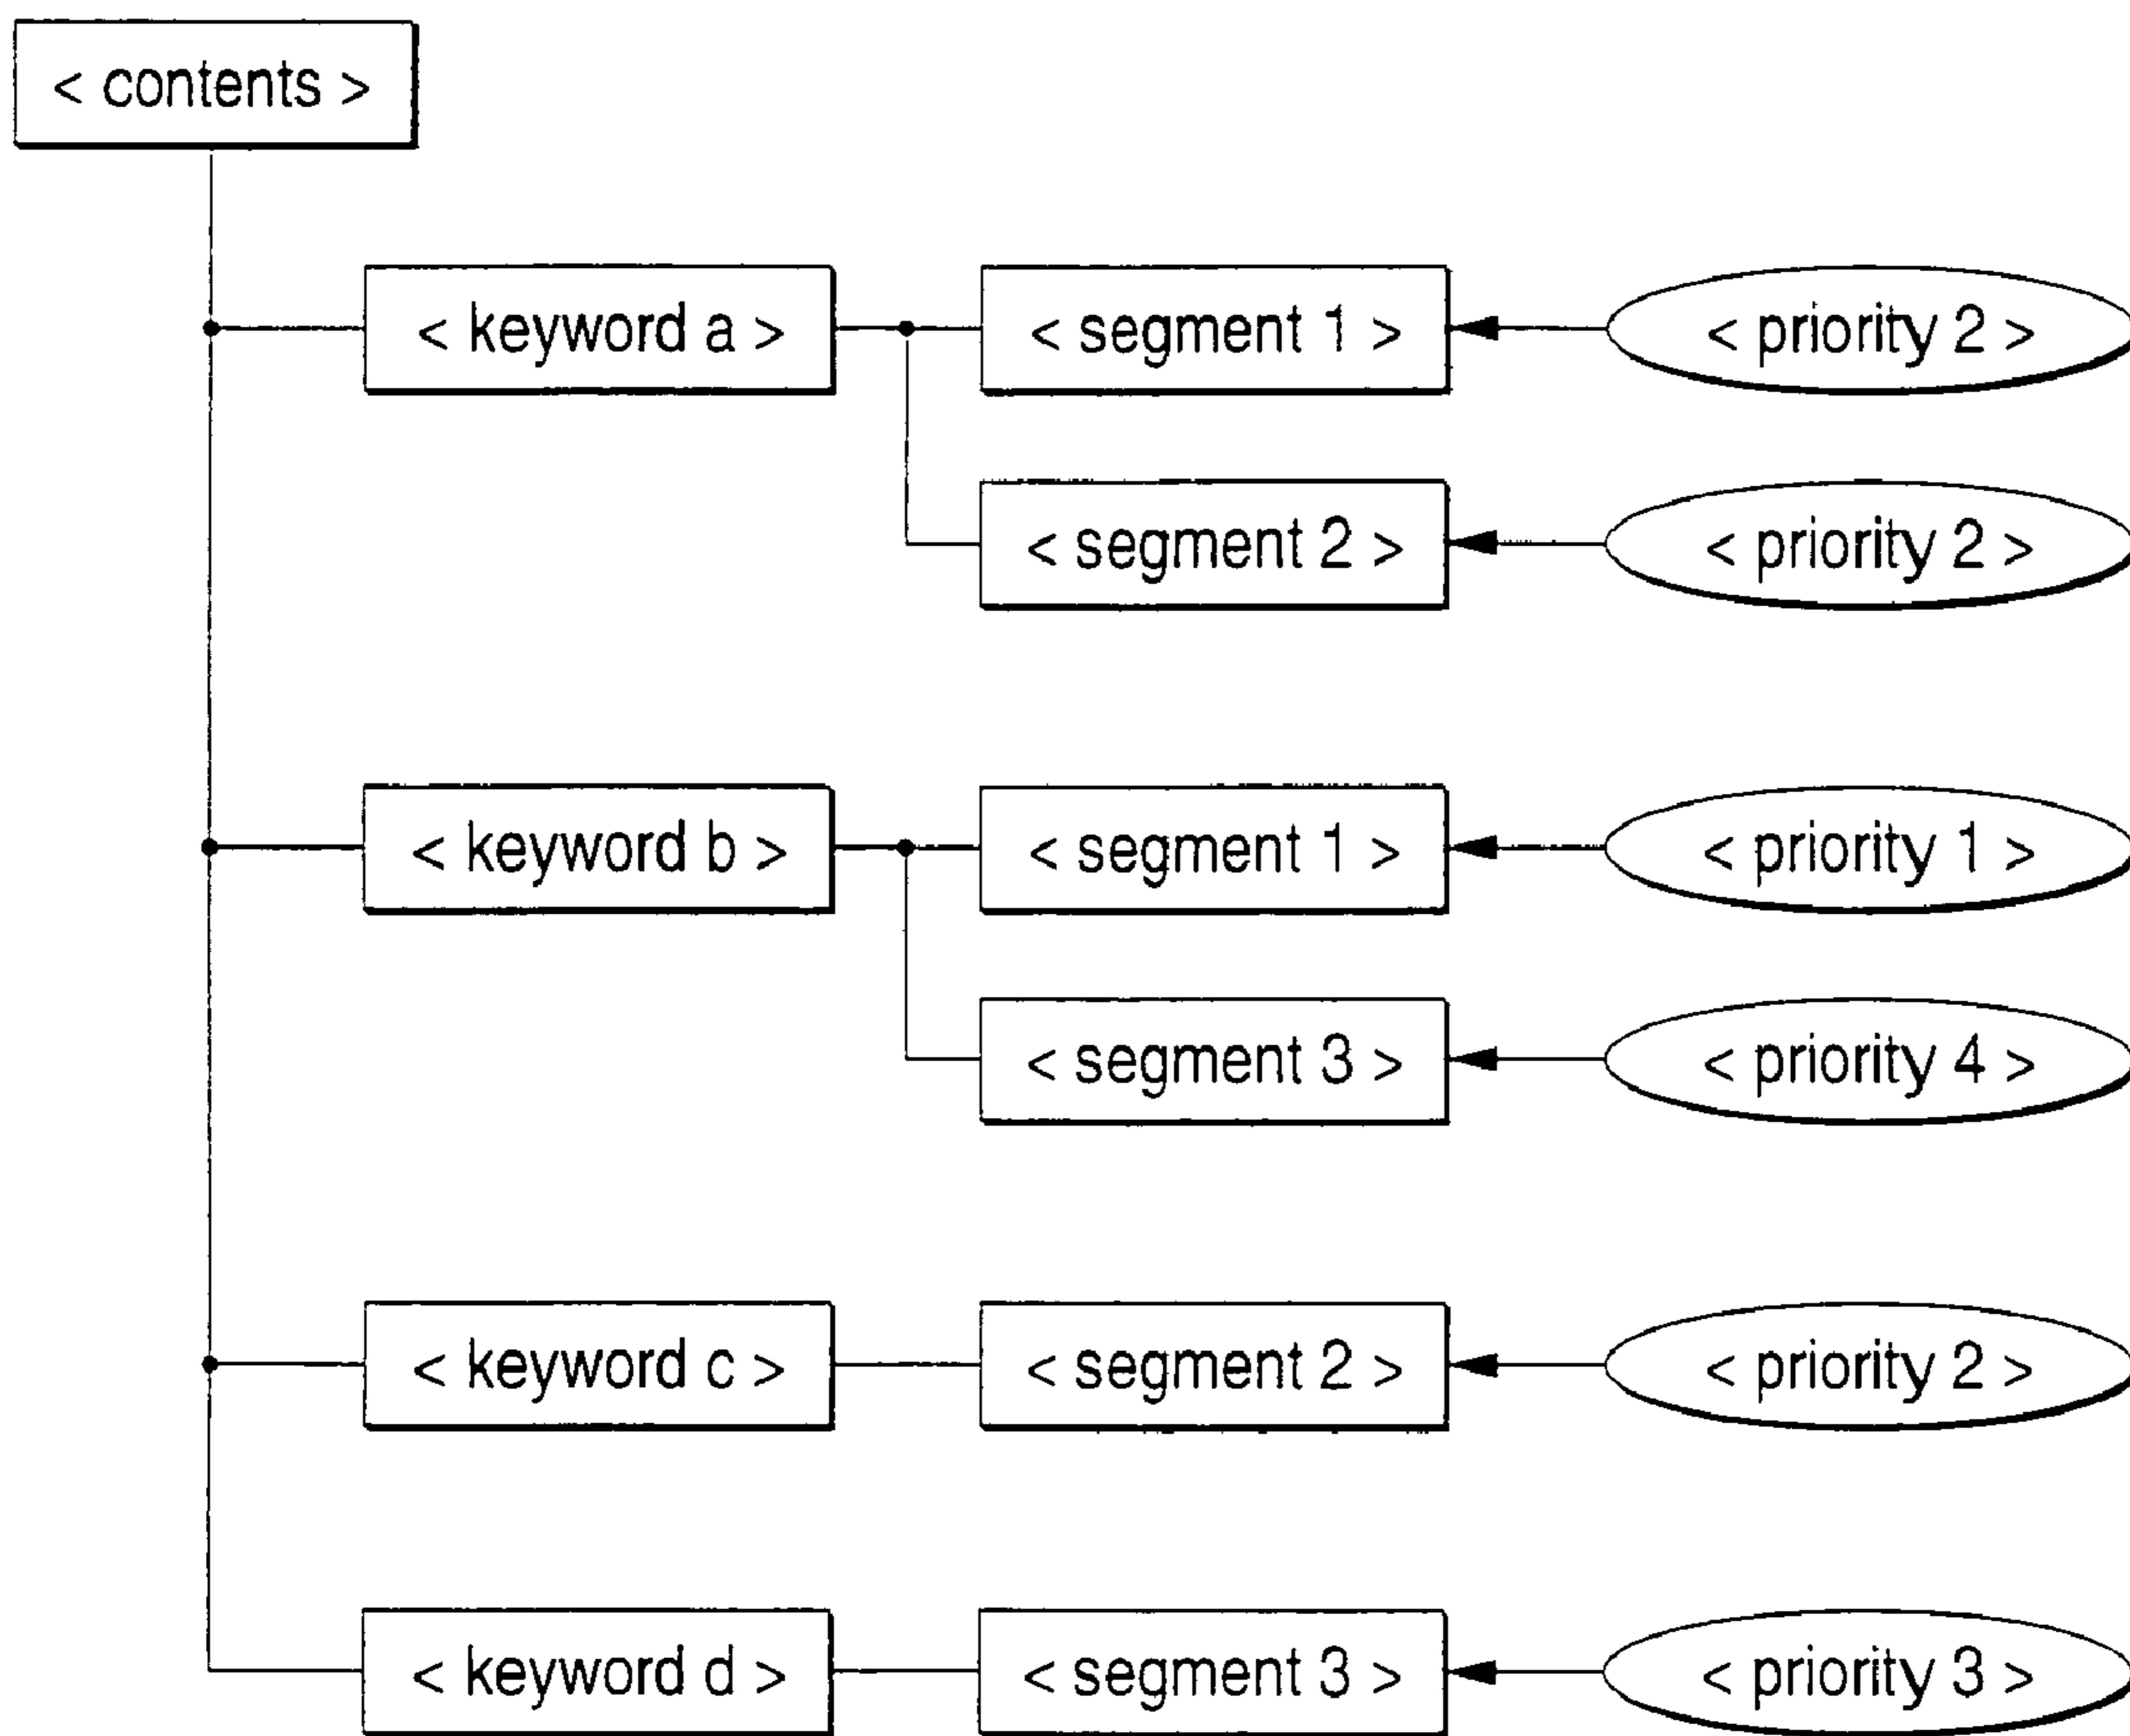 < contents >
< keyword a > < segment 1 > < priority 2 >
< segment 2 > < priority 2 >
< keyword b > < segment 1 > < priority 1 >
< segment 3 > < priority 4 >
< keyword c > < segment 2 > < priority 2 >
< keyword d > < segment 3 > < priority 3 >